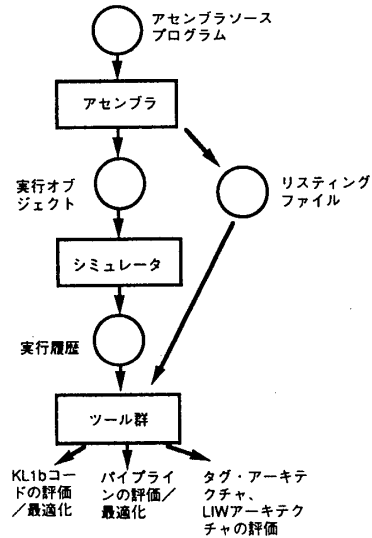 アセンブラソース
プログラム
アセンブラ
実行オブ
ジェクト
リスティング
ファイル
シミュレータ
実行履歴
ツール群
KL1bコー
ドの評価
／最適化
パイプライ
ンの評価／
最適化
タグ・アーキテ
クチャ、
LIWアーキテク
チャの評価